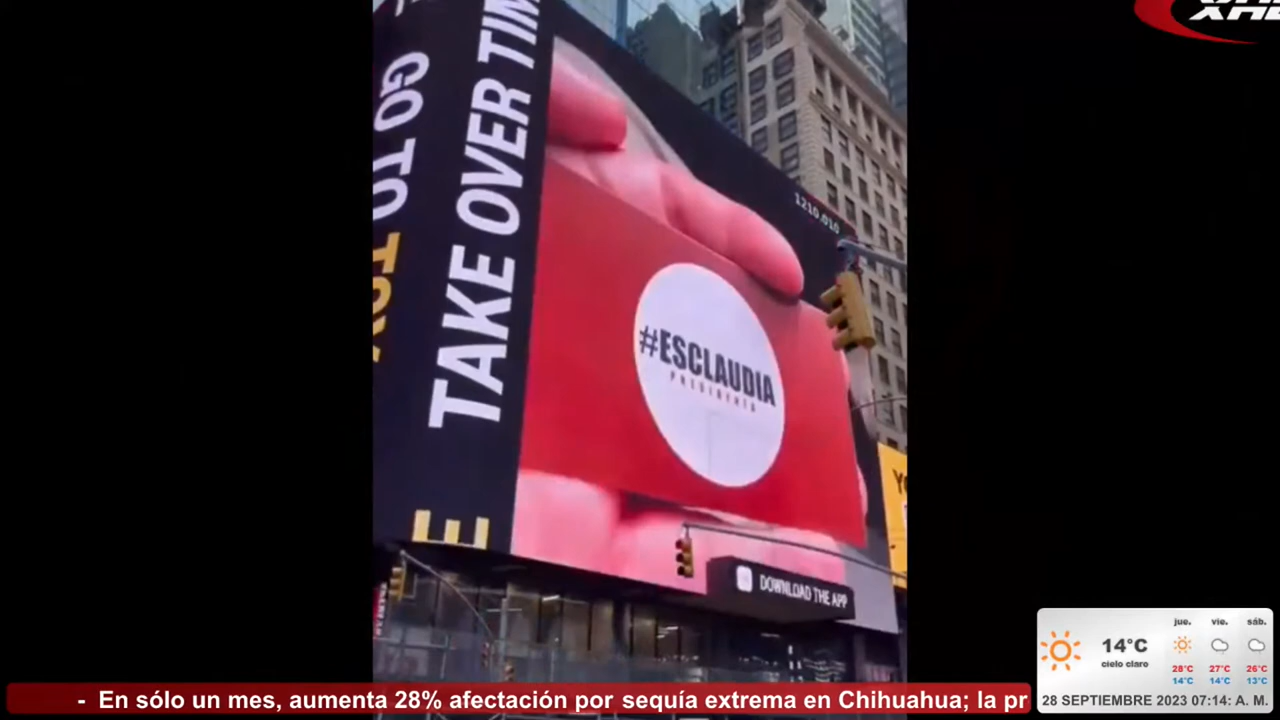 GO TO
TAKE OVER TIM
1210.010
#ESCLAUDIA
PRESIDENTA
DOWNLOAD THE APP
jue. vie. sáb.
14°C
cielo claro
28°C 27°C 26°C
14°C 14°C 13°C
28 SEPTIEMBRE 2023 07:14: A. M.
- En sólo un mes, aumenta 28% afectación por sequía extrema en Chihuahua; la pr